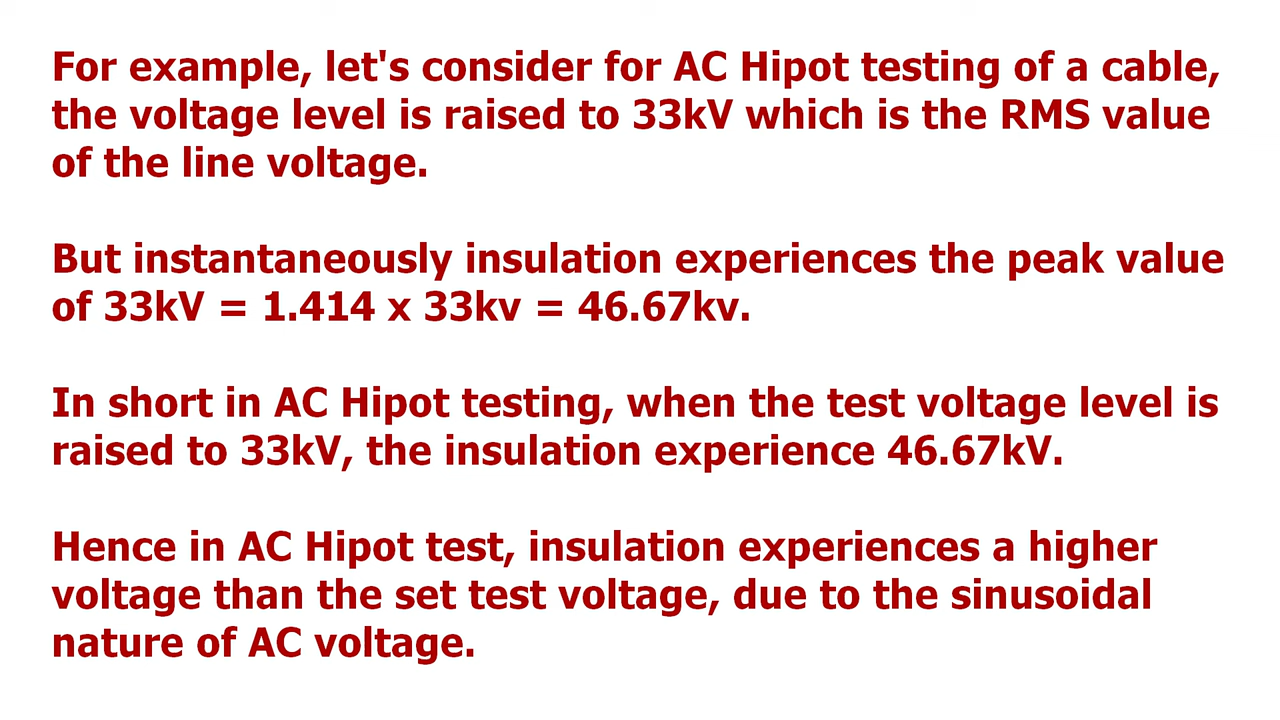 For example, let's consider for AC Hipot testing of a cable,
the voltage level is raised to 33kV which is the RMS value
of the line voltage.
But instantaneously insulation experiences the peak value
of 33kV = 1.414 x 33kv = 46.67kv.
In short in AC Hipot testing, when the test voltage level is
raised to 33kV, the insulation experience 46.67kV.
Hence in AC Hipot test, insulation experiences a higher
voltage than the set test voltage, due to the sinusoidal
nature of AC voltage.